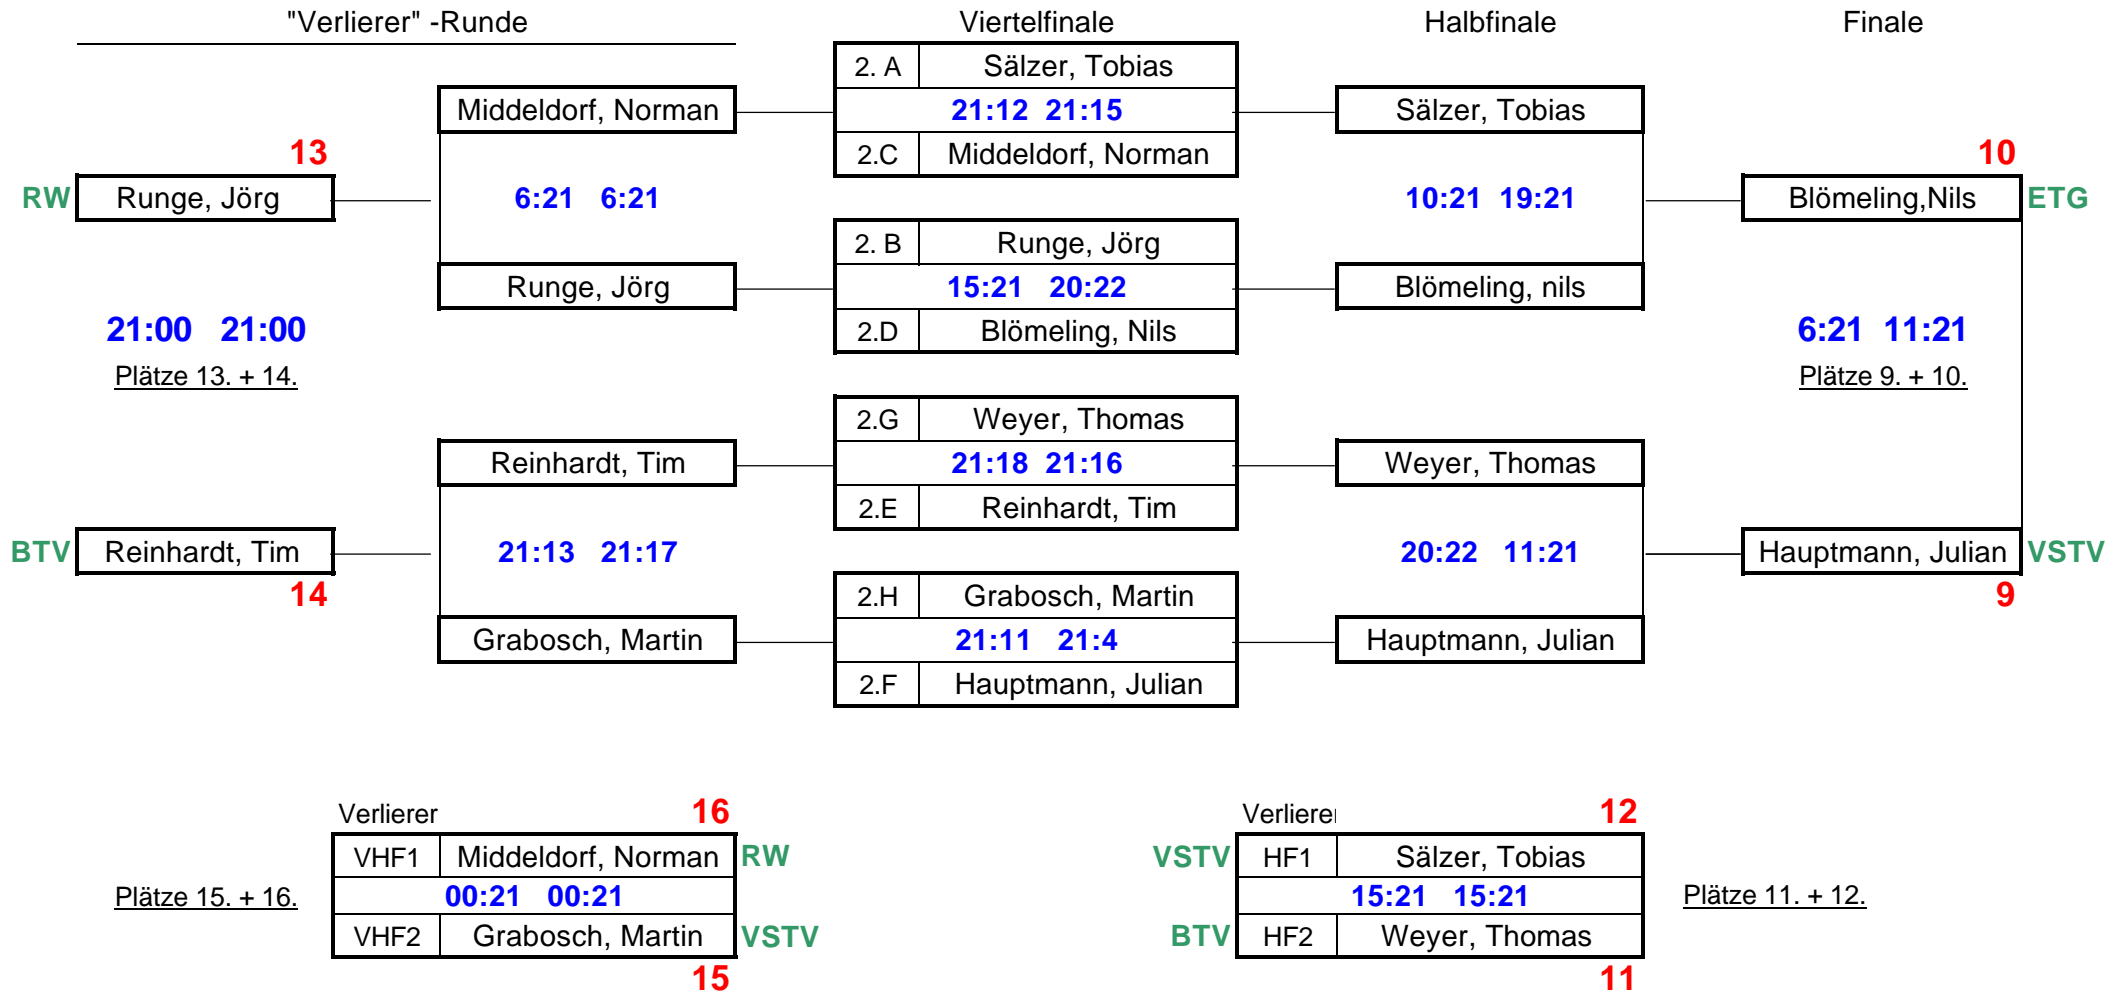 "Verlierer" -Runde Viertelfinale Halbfinale Finale
2. A Sälzer, Tobias
Middeldorf, Norman 21:12 21:15 Sälzer, Tobias
13 2.C Middeldorf, Norman 10
RW Runge, Jörg 6:21 6:21 10:21 19:21 Blömeling,Nils ETG
2. B Runge, Jörg
Runge, Jörg 15:21 20:22 Blömeling, nils
21:00 21:00 2.D Blömeling, Nils 6:21 11:21
Plätze 13. + 14. Plätze 9. + 10.
2.G Weyer, Thomas
Reinhardt, Tim 21:18 21:16 Weyer, Thomas
2.E Reinhardt, Tim
BTV Reinhardt, Tim 21:13 21:17 20:22 11:21 Hauptmann, Julian VSTV
14 2.H Grabosch, Martin 9
Grabosch, Martin 21:11 21:4 Hauptmann, Julian
2.F Hauptmann, Julian
Verlierer 16 Verlierer 12
VHF1 Middeldorf, Norman RW VSTV HF1 Sälzer, Tobias
Plätze 15. + 16. 00:21 00:21 15:21 15:21 Plätze 11. + 12.
VHF2 Grabosch, Martin VSTV BTV HF2 Weyer, Thomas
15 11